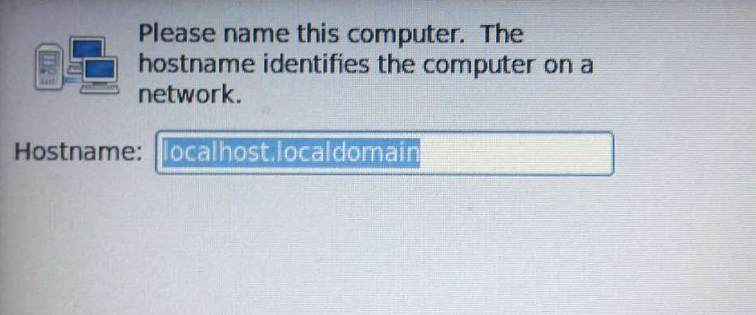 Please name this computer.  The
hostname identifies the computer on a
network.
Hostname: localhost.localdomain